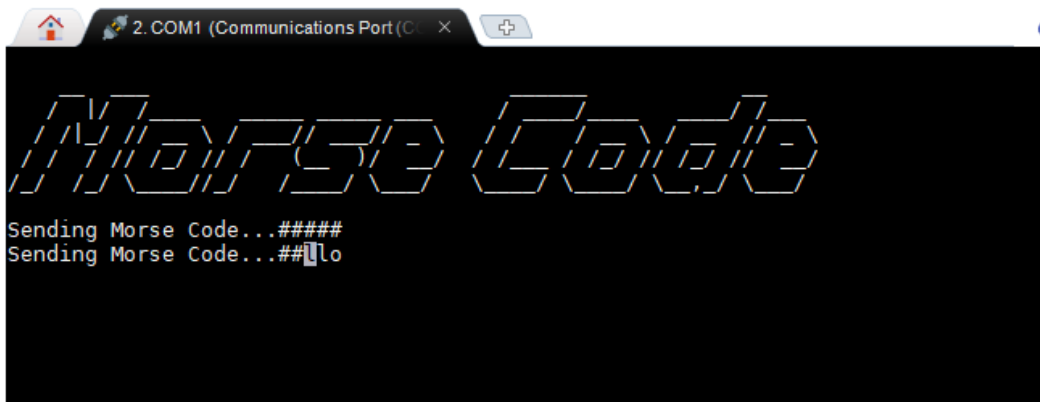 2. COM1 (Communications Port (C
Morse Code
Sending Morse Code...#####
Sending Morse Code...##llo